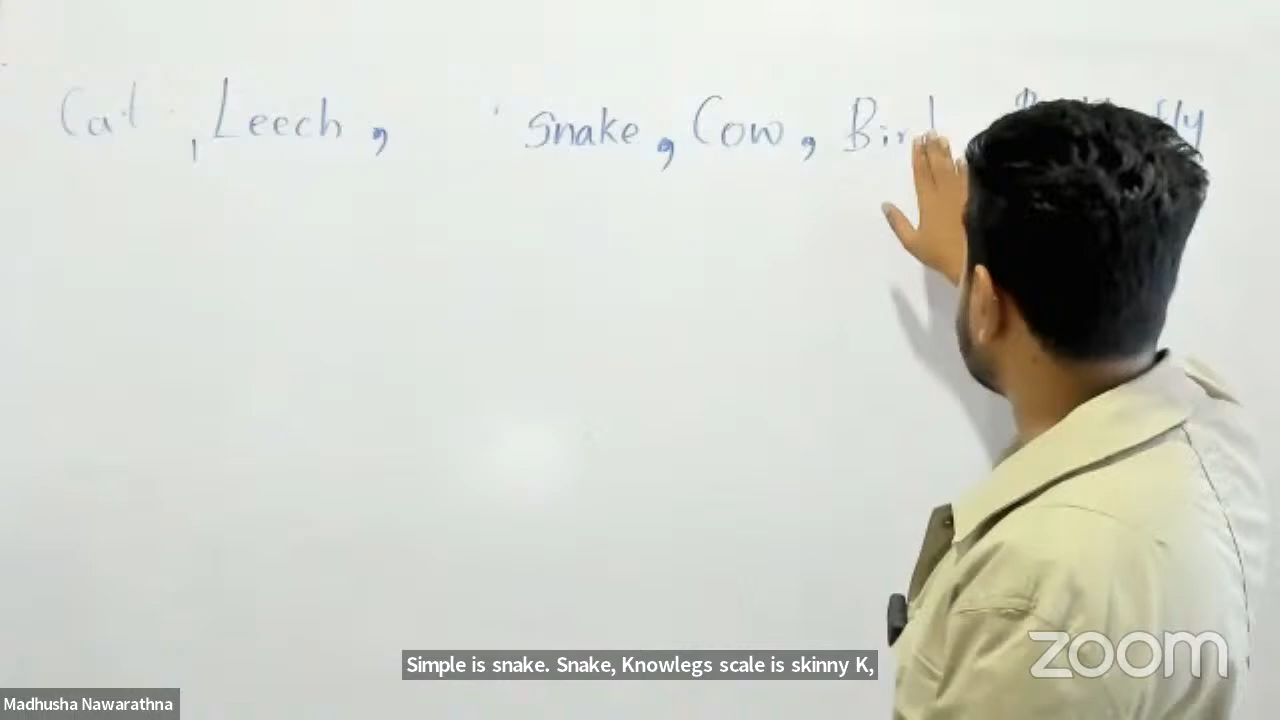 Cat, Leech, Snake, Cow, Bird
Simple is snake. Snake, Knowlegs scale is skinny K,
zoom
Madhusha Nawarathna